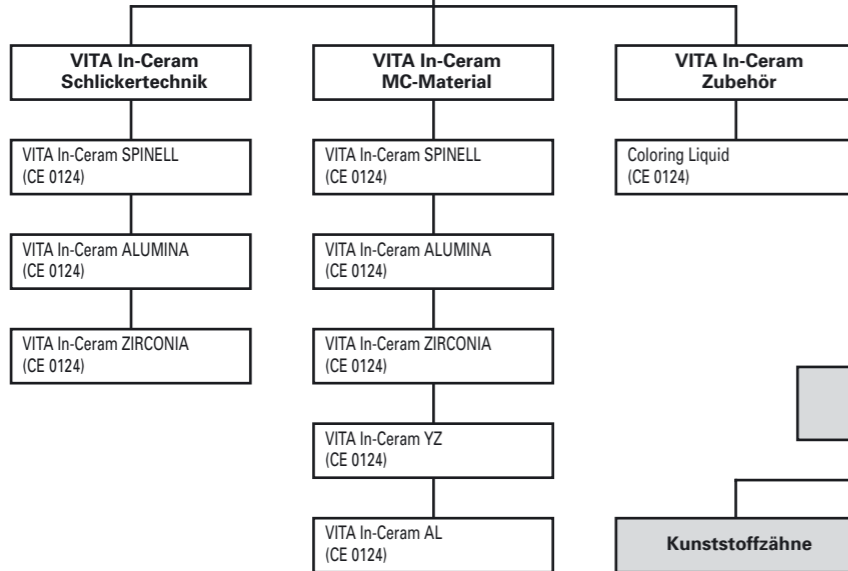 VITA In-Ceram
Schlickertechnik
VITA In-Ceram SPINELL
(CE 0124)
VITA In-Ceram ALUMINA
(CE 0124)
VITA In-Ceram ZIRCONIA
(CE 0124)
VITA In-Ceram
MC-Material
VITA In-Ceram SPINELL
(CE 0124)
VITA In-Ceram ALUMINA
(CE 0124)
VITA In-Ceram ZIRCONIA
(CE 0124)
VITA In-Ceram YZ
(CE 0124)
VITA In-Ceram AL
(CE 0124)
VITA In-Ceram
Zubehör
Coloring Liquid
(CE 0124)
Kunststoffzähne